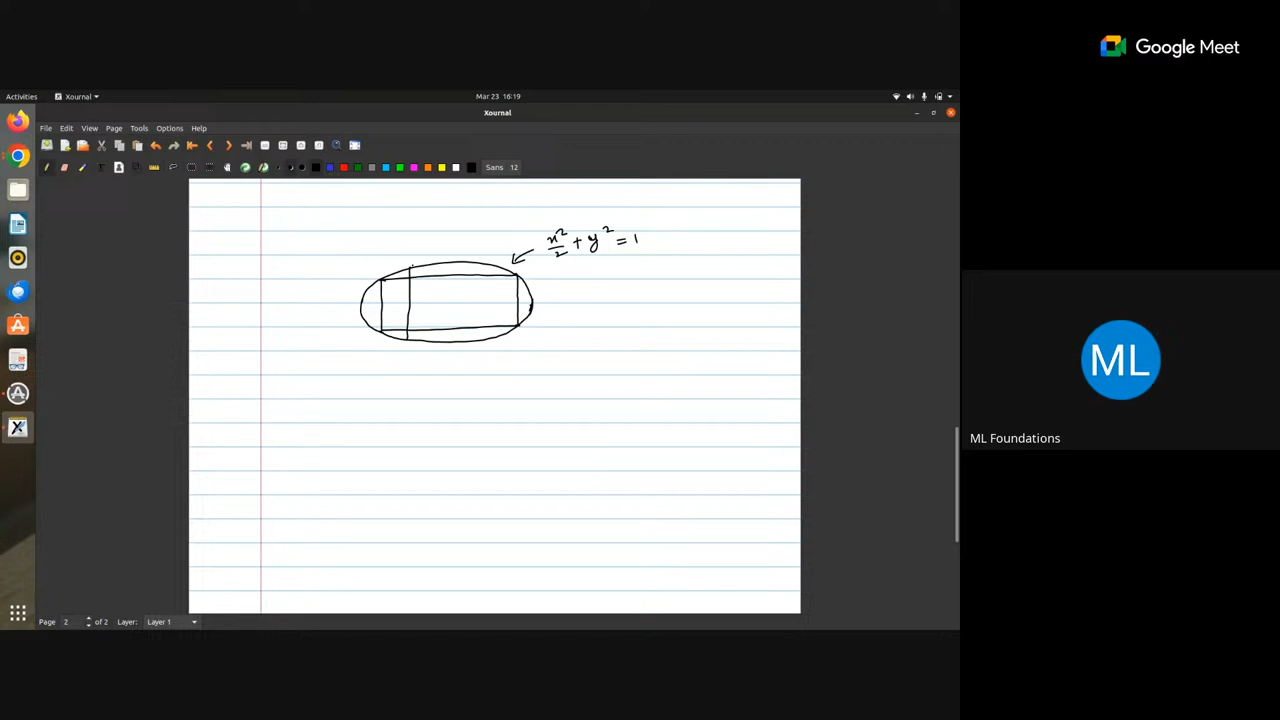 Google Meet
Activities Xournal Mar 23 16:19
Xournal
File Edit View Page Tools Options Help
Sans 12
x²/2 + y² = 1
ML
ML Foundations
Page 2 of 2 Layer: Layer 1